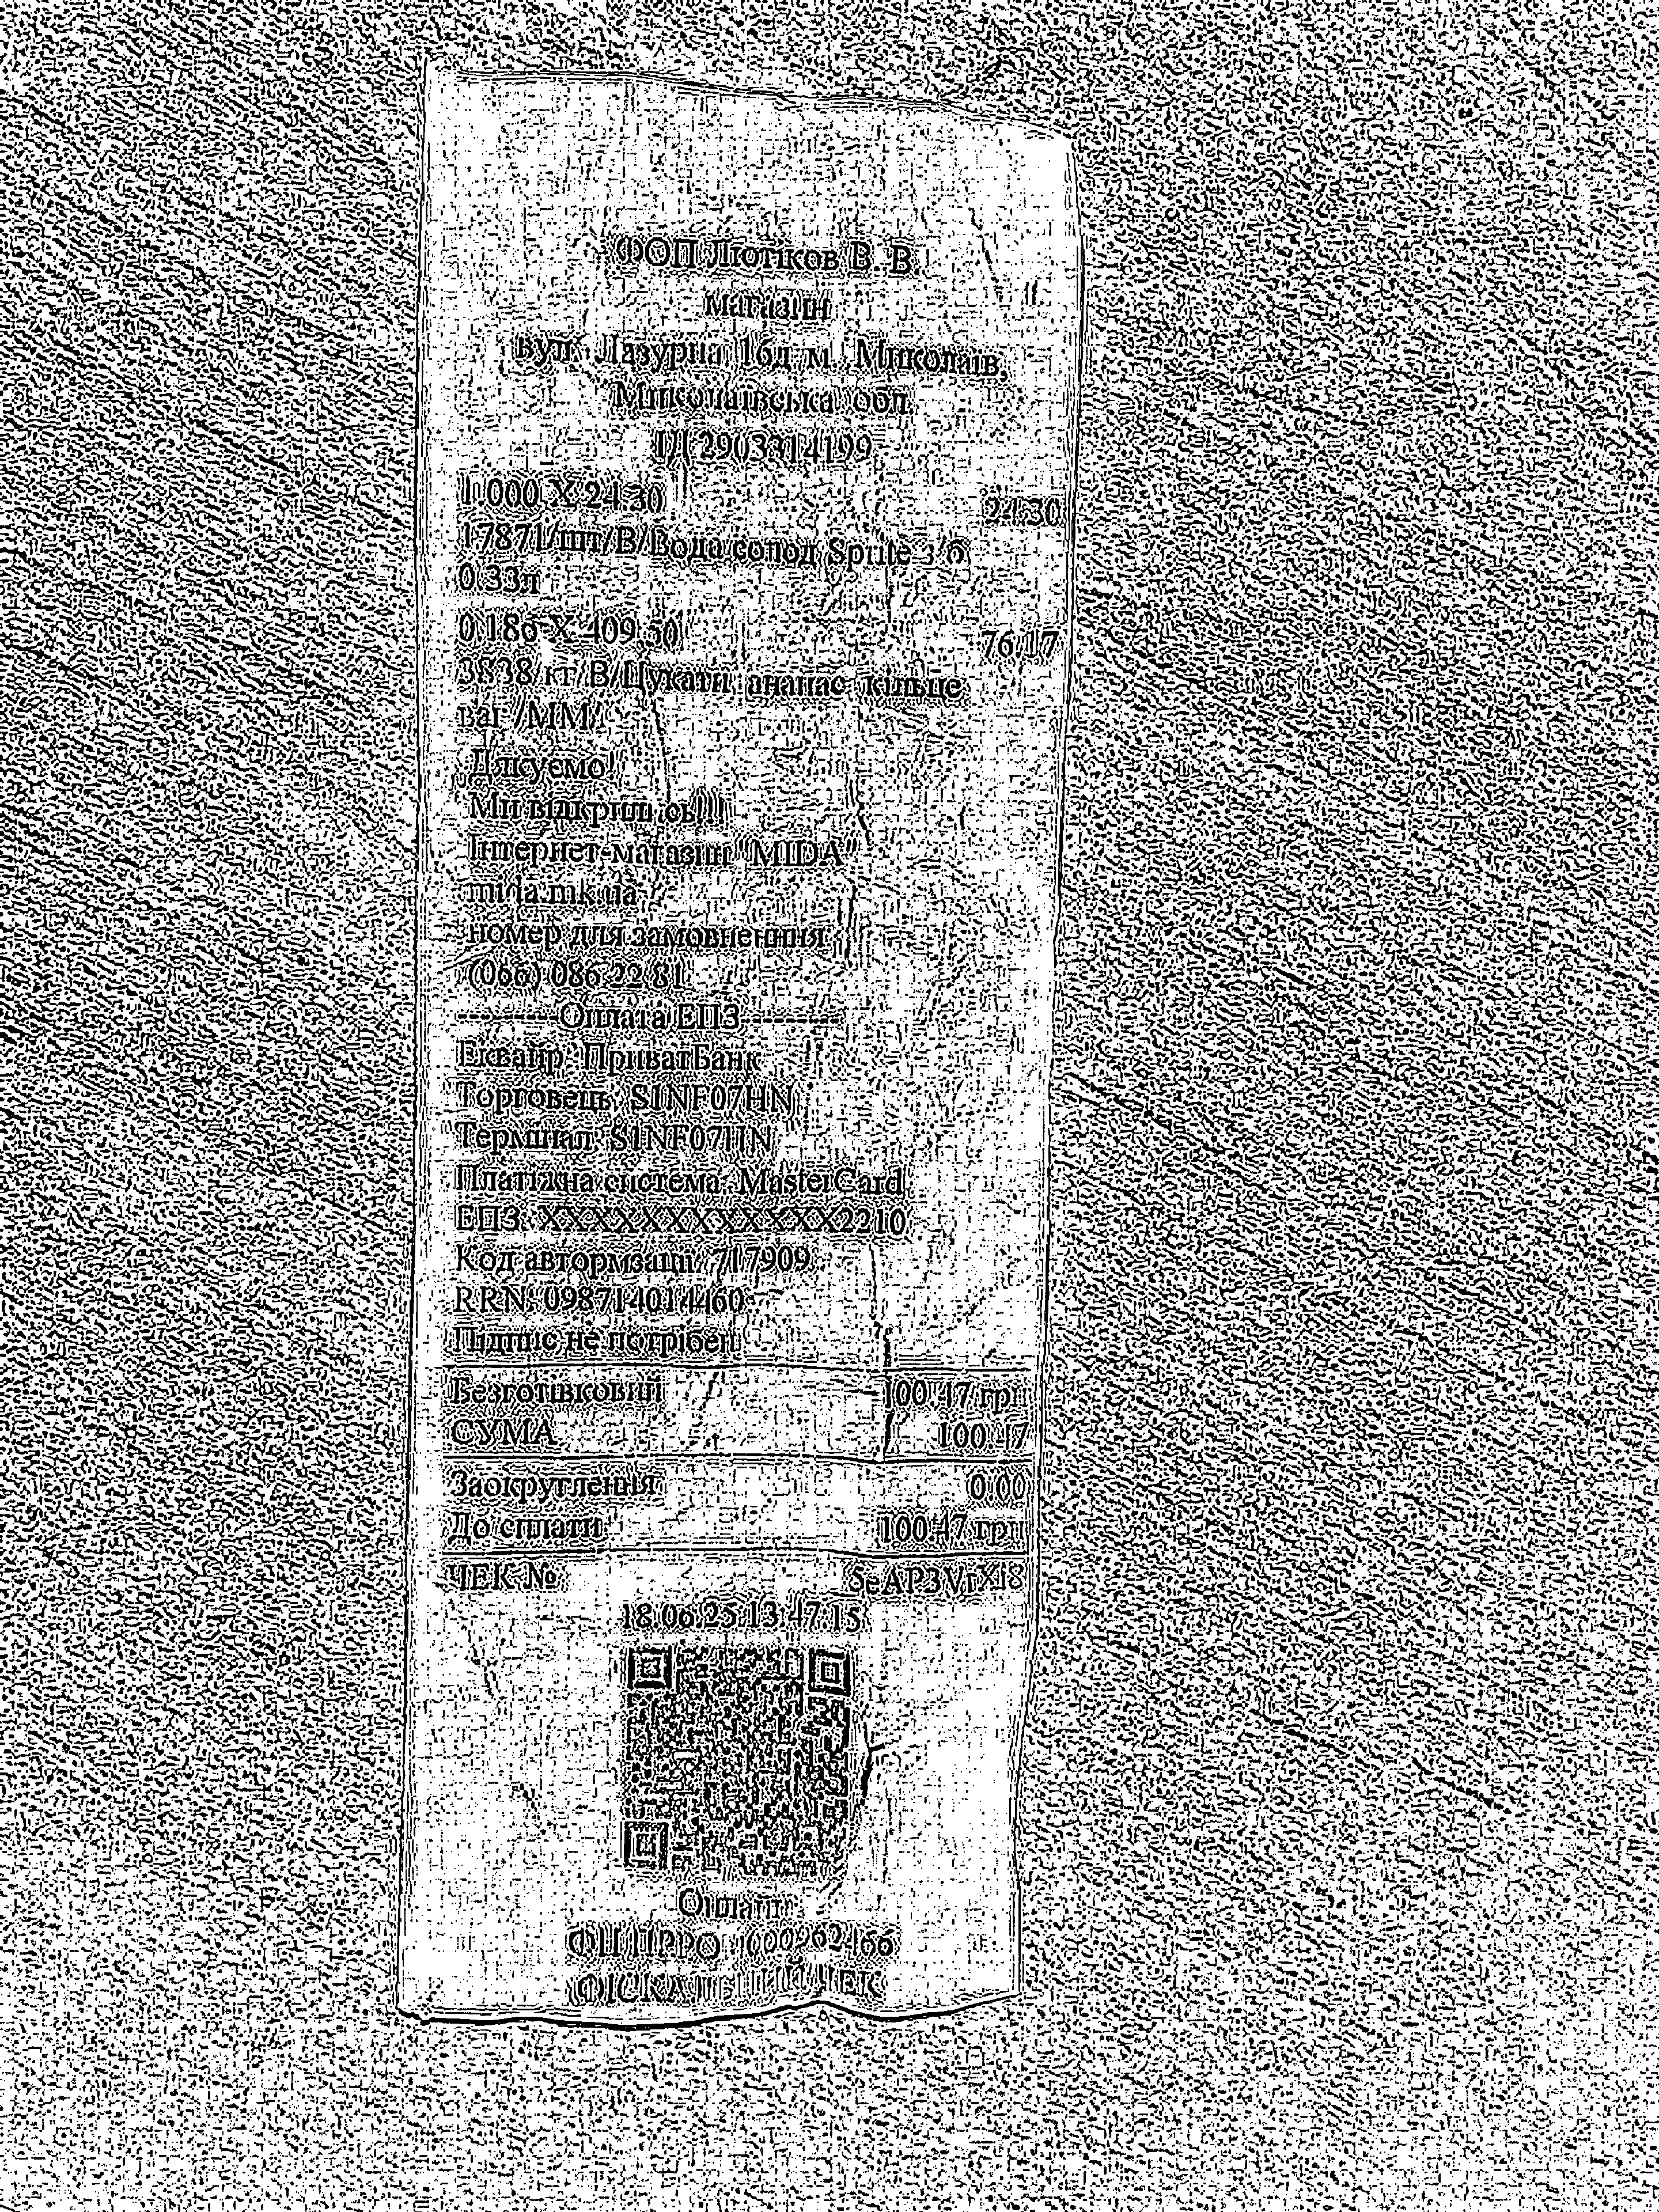 ФОП Лютіков В. В.
магазин
вул. Лазурна 16д м. Миколаїв,
Миколаївська обл.
ІД 2903314199
1.000 X 24.30 24.30
17871/шт/В/Вода солод Sprite з/б
0.33л
0.186 X 409.50 76.17
3838/кг/В/Цукати ананас кільце
ваг /ММ/
Дякуємо!
Ми відкрились!!!
Інтернет-магазин "MIDA"
mida.mk.ua
номер для замовнення
(066) 086 22 81
----------Оплата ЕПЗ----------
Еквайр: ПриватБанк
Торговець: S1NF07HN
Термінал: S1NF07HN
Платіжна система: MasterCard
ЕПЗ: XXXXXXXXXXXX2210
Код авторизації: 717909
RRN: 098714014460
Підпис не потрібен
Безготівковий 100.47 грн
СУМА 100.47
Заокруглення 0.00
До сплати 100.47 грн
ЧЕК №
18.06.25 13:47:15
Онлайн
ФН ПРРО 4000962466
ФІСКАЛЬНИЙ ЧЕК